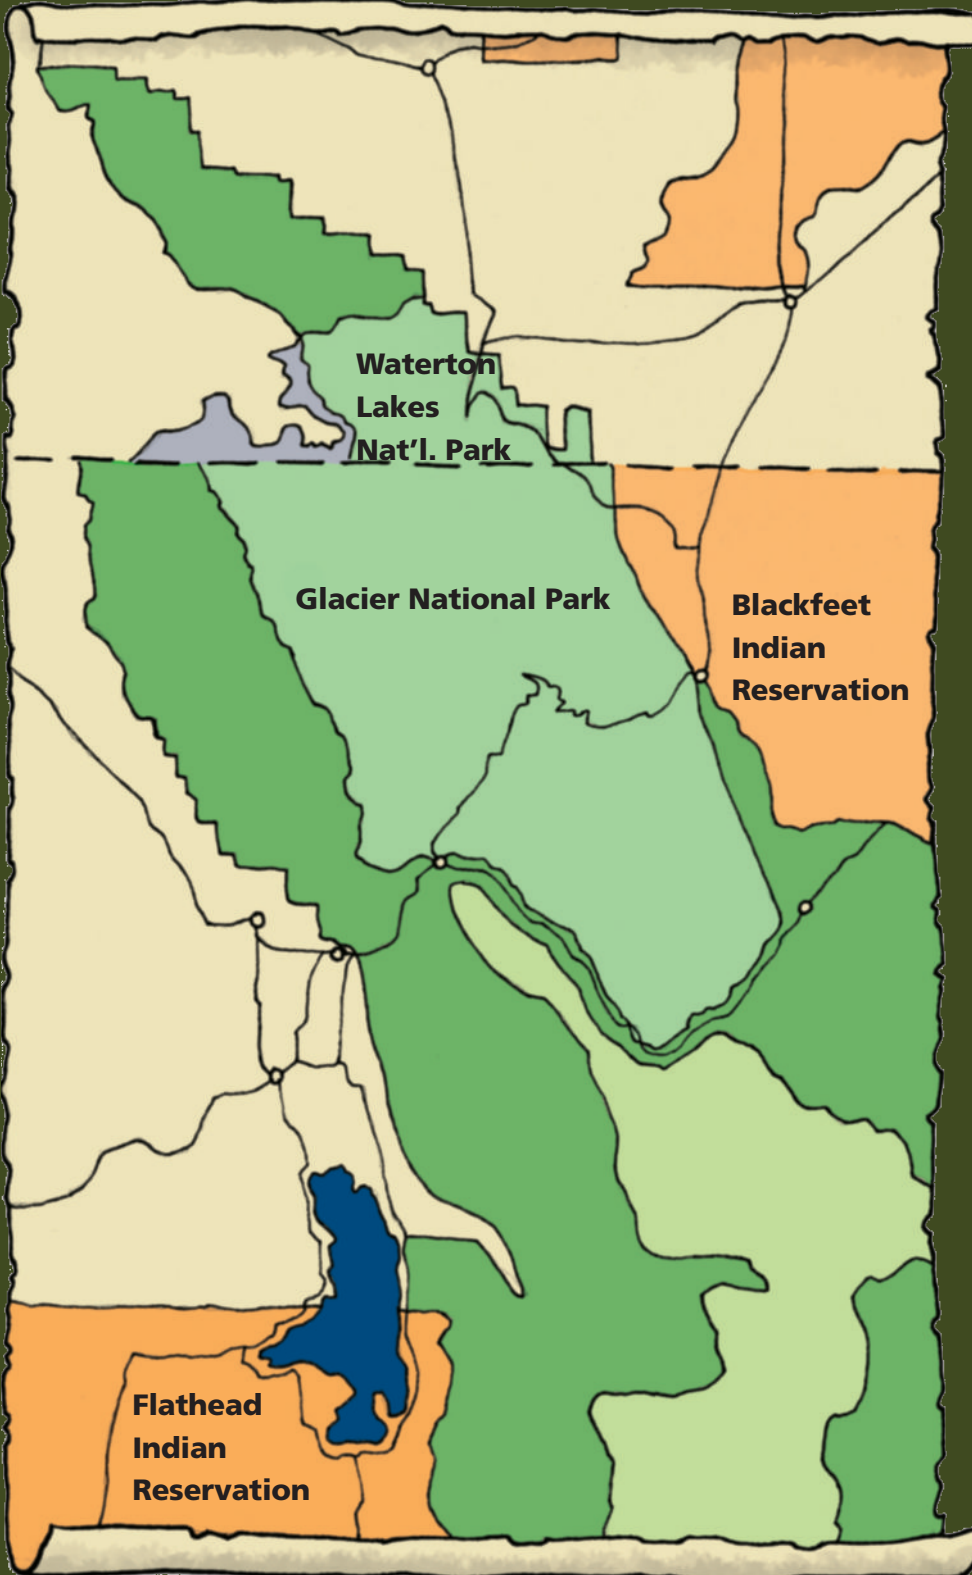 Waterton
Lakes
Nat’l. Park
Glacier National Park
Blackfeet
Indian
Reservation
Flathead
Indian
Reservation